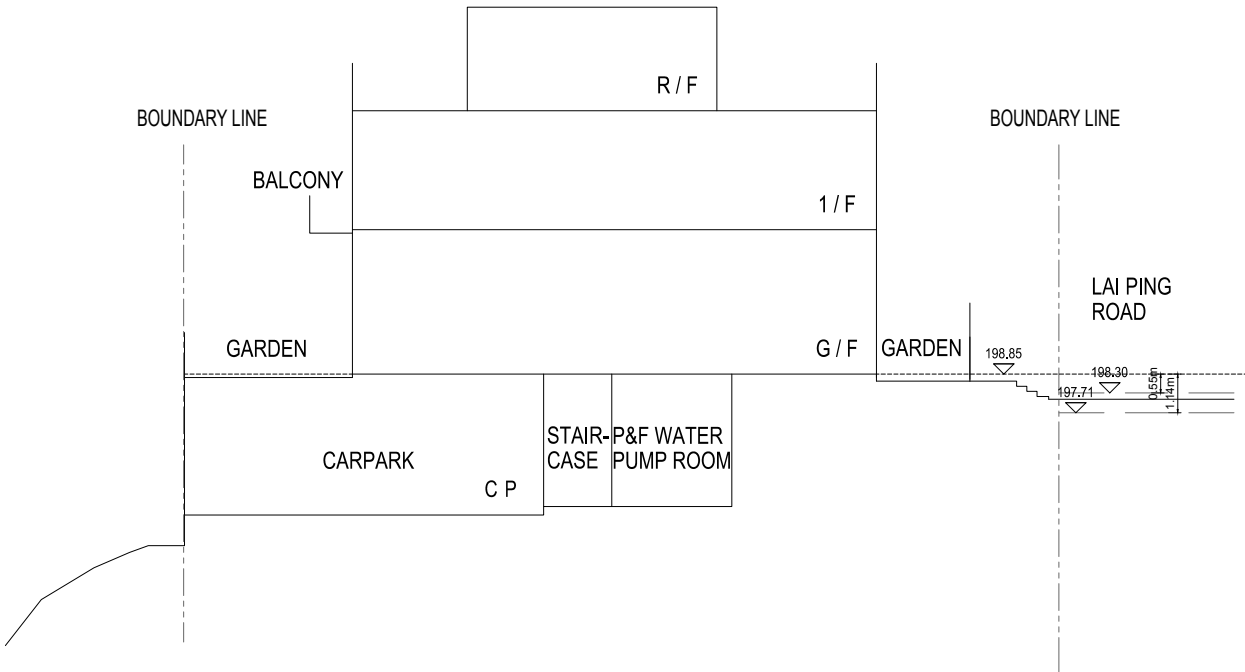 R / F
BOUNDARY LINE
BOUNDARY LINE
BALCONY
1 / F
LAI PING
ROAD
GARDEN
G / F
GARDEN
198.85
198.30
197.71
0.55m
1.14m
CARPARK
C P
STAIR-
CASE
P&F WATER
PUMP ROOM